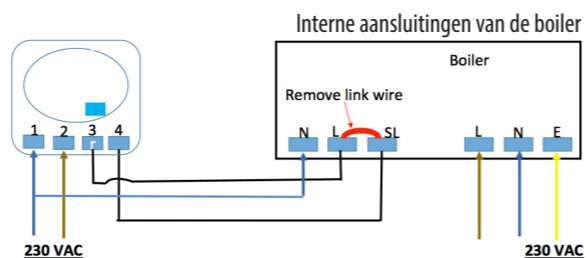 Interne aansluitingen van de boiler
Boiler
Remove link wire
1 2 3 4
r
N L SL L N E
230 VAC 230 VAC